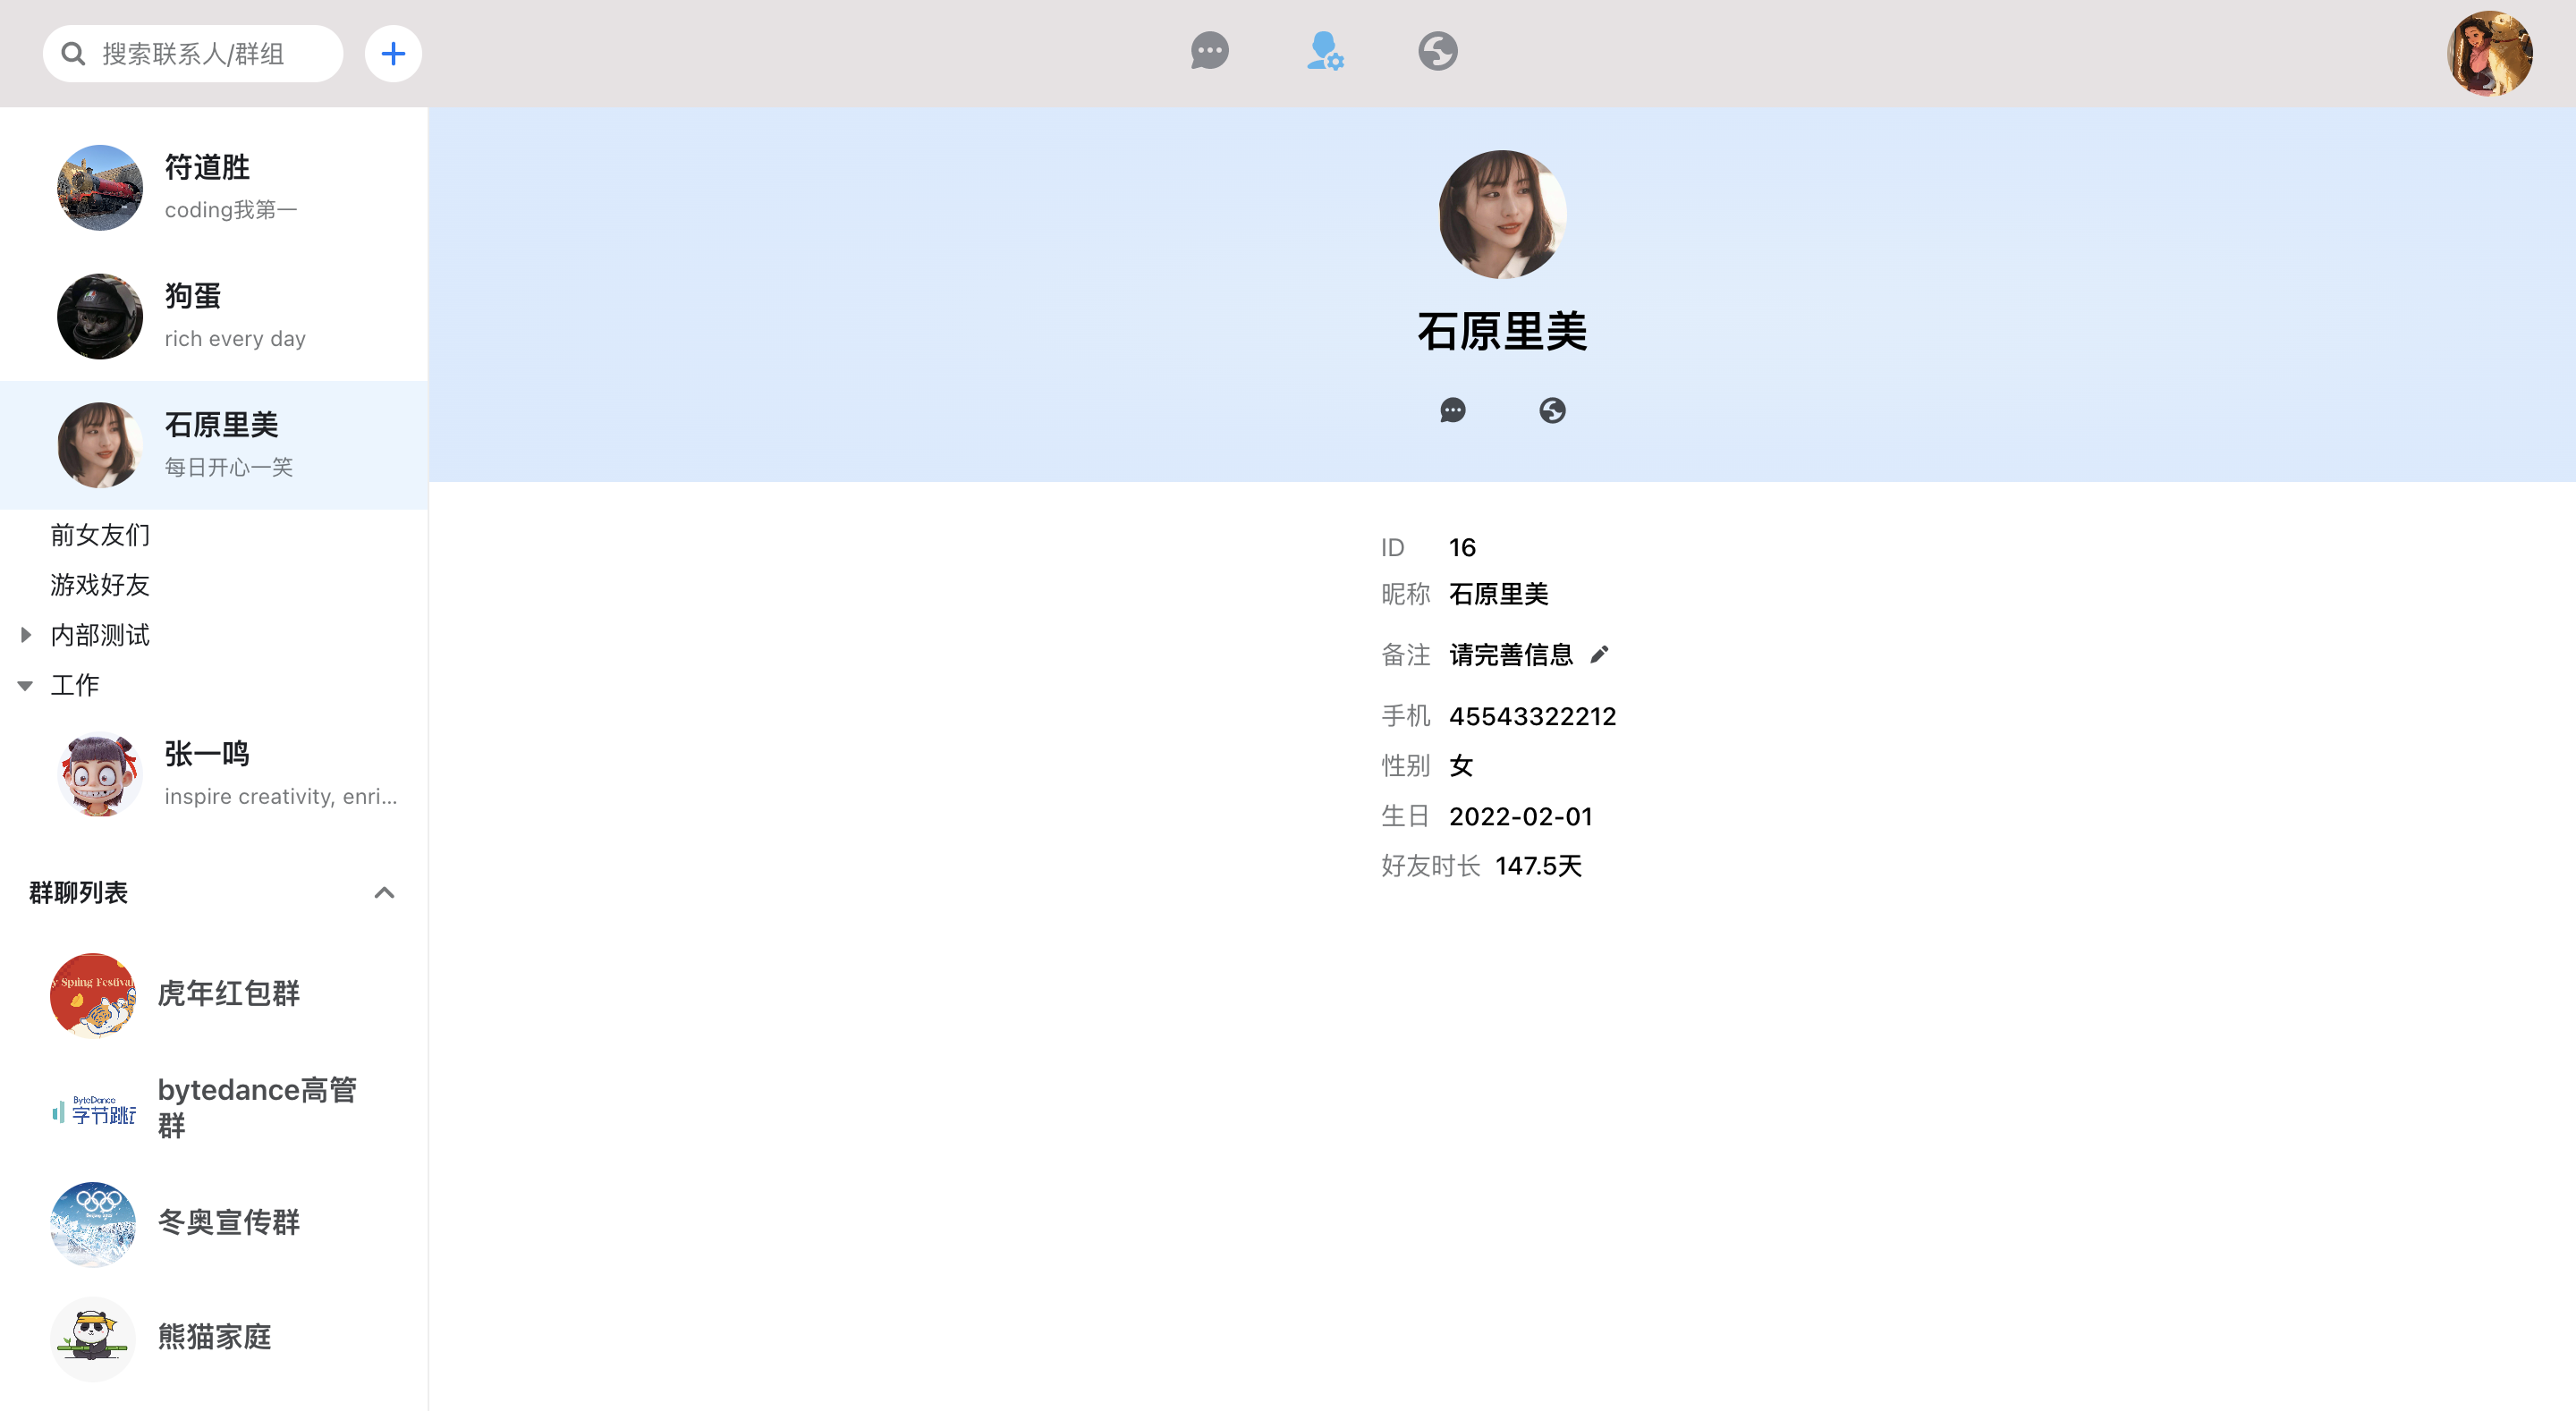 搜索联系人/群组
符道胜
coding我第一
狗蛋
rich every day
石原里美
每日开心一笑
前女友们
游戏好友
内部测试
工作
张一鸣
inspire creativity, enri...
群聊列表
Spring Festival
虎年红包群
ByteDance
字节跳动
bytedance高管
群
冬奥宣传群
熊猫家庭
石原里美
ID 16
昵称 石原里美
备注 请完善信息
手机 45543322212
性别 女
生日 2022-02-01
好友时长 147.5天